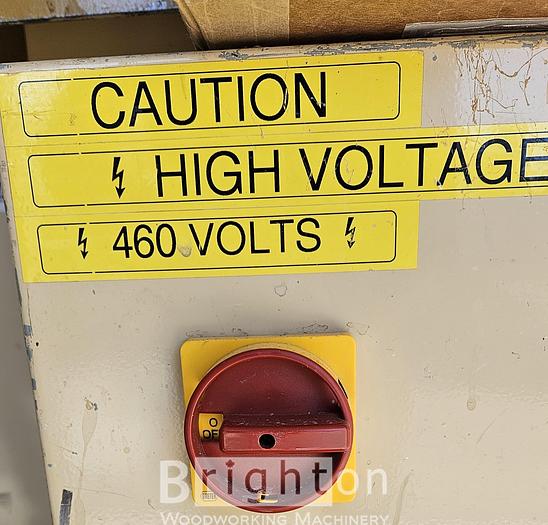 CAUTION
HIGH VOLTAGE
460 VOLTS
O
OFF
Brighton
WOODWORKING MACHINERY